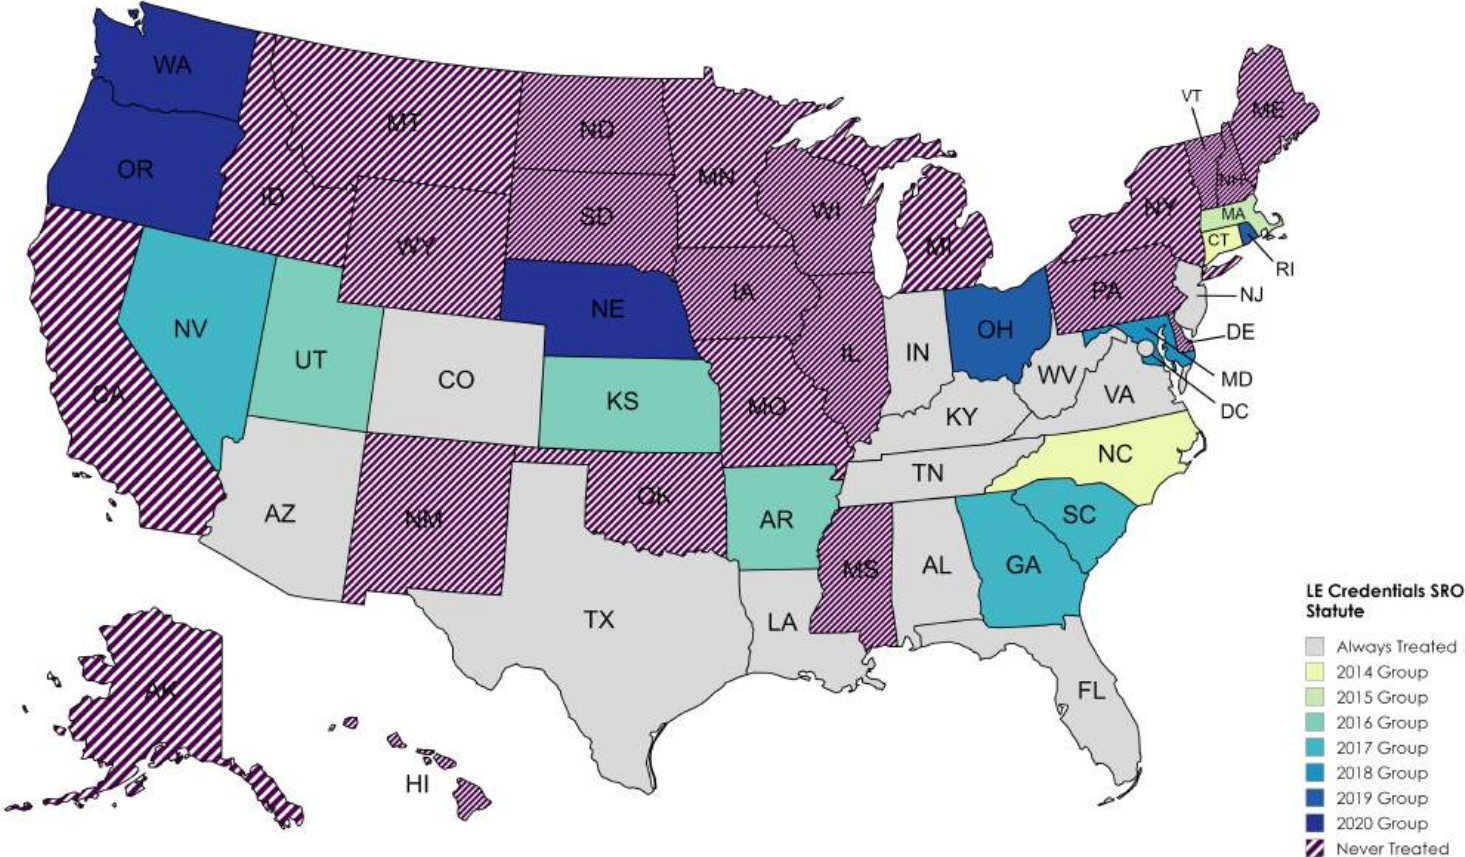 WA
VT
ME
MT
ND
OR
MN
NH
ID
SD
WI
NY
MA
WY
CT
MI
RI
IA
PA
NJ
NE
NV
OH
DE
IL
IN
UT
CO
WV
MD
CA
KS
MO
VA
DC
KY
NC
TN
OK
AZ
NM
AR
SC
MS
AL
GA
TX
LA
AK
FL
HI
LE Credentials SRO
Statute
Always Treated
2014 Group
2015 Group
2016 Group
2017 Group
2018 Group
2019 Group
2020 Group
Never Treated